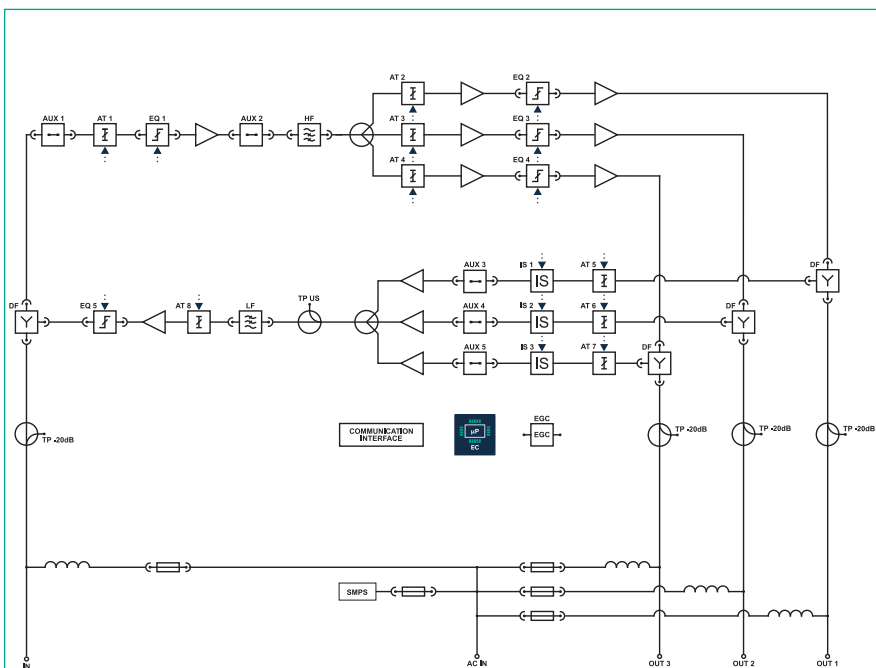 AT 2
EQ 2
AUX 1
AT 1
EQ 1
AUX 2
HF
AT 3
EQ 3
AT 4
EQ 4
AUX 3
IS 1
AT 5
IS
DF
DF
EQ 5
AT 8
LF
TP US
AUX 4
IS 2
AT 6
IS
DF
AUX 5
IS 3
AT 7
IS
DF
TP -20dB
COMMUNICATION
INTERFACE
µP
EC
EGC
EGC
TP -20dB
TP -20dB
TP -20dB
SMPS
IN
AC IN
OUT 3
OUT 2
OUT 1